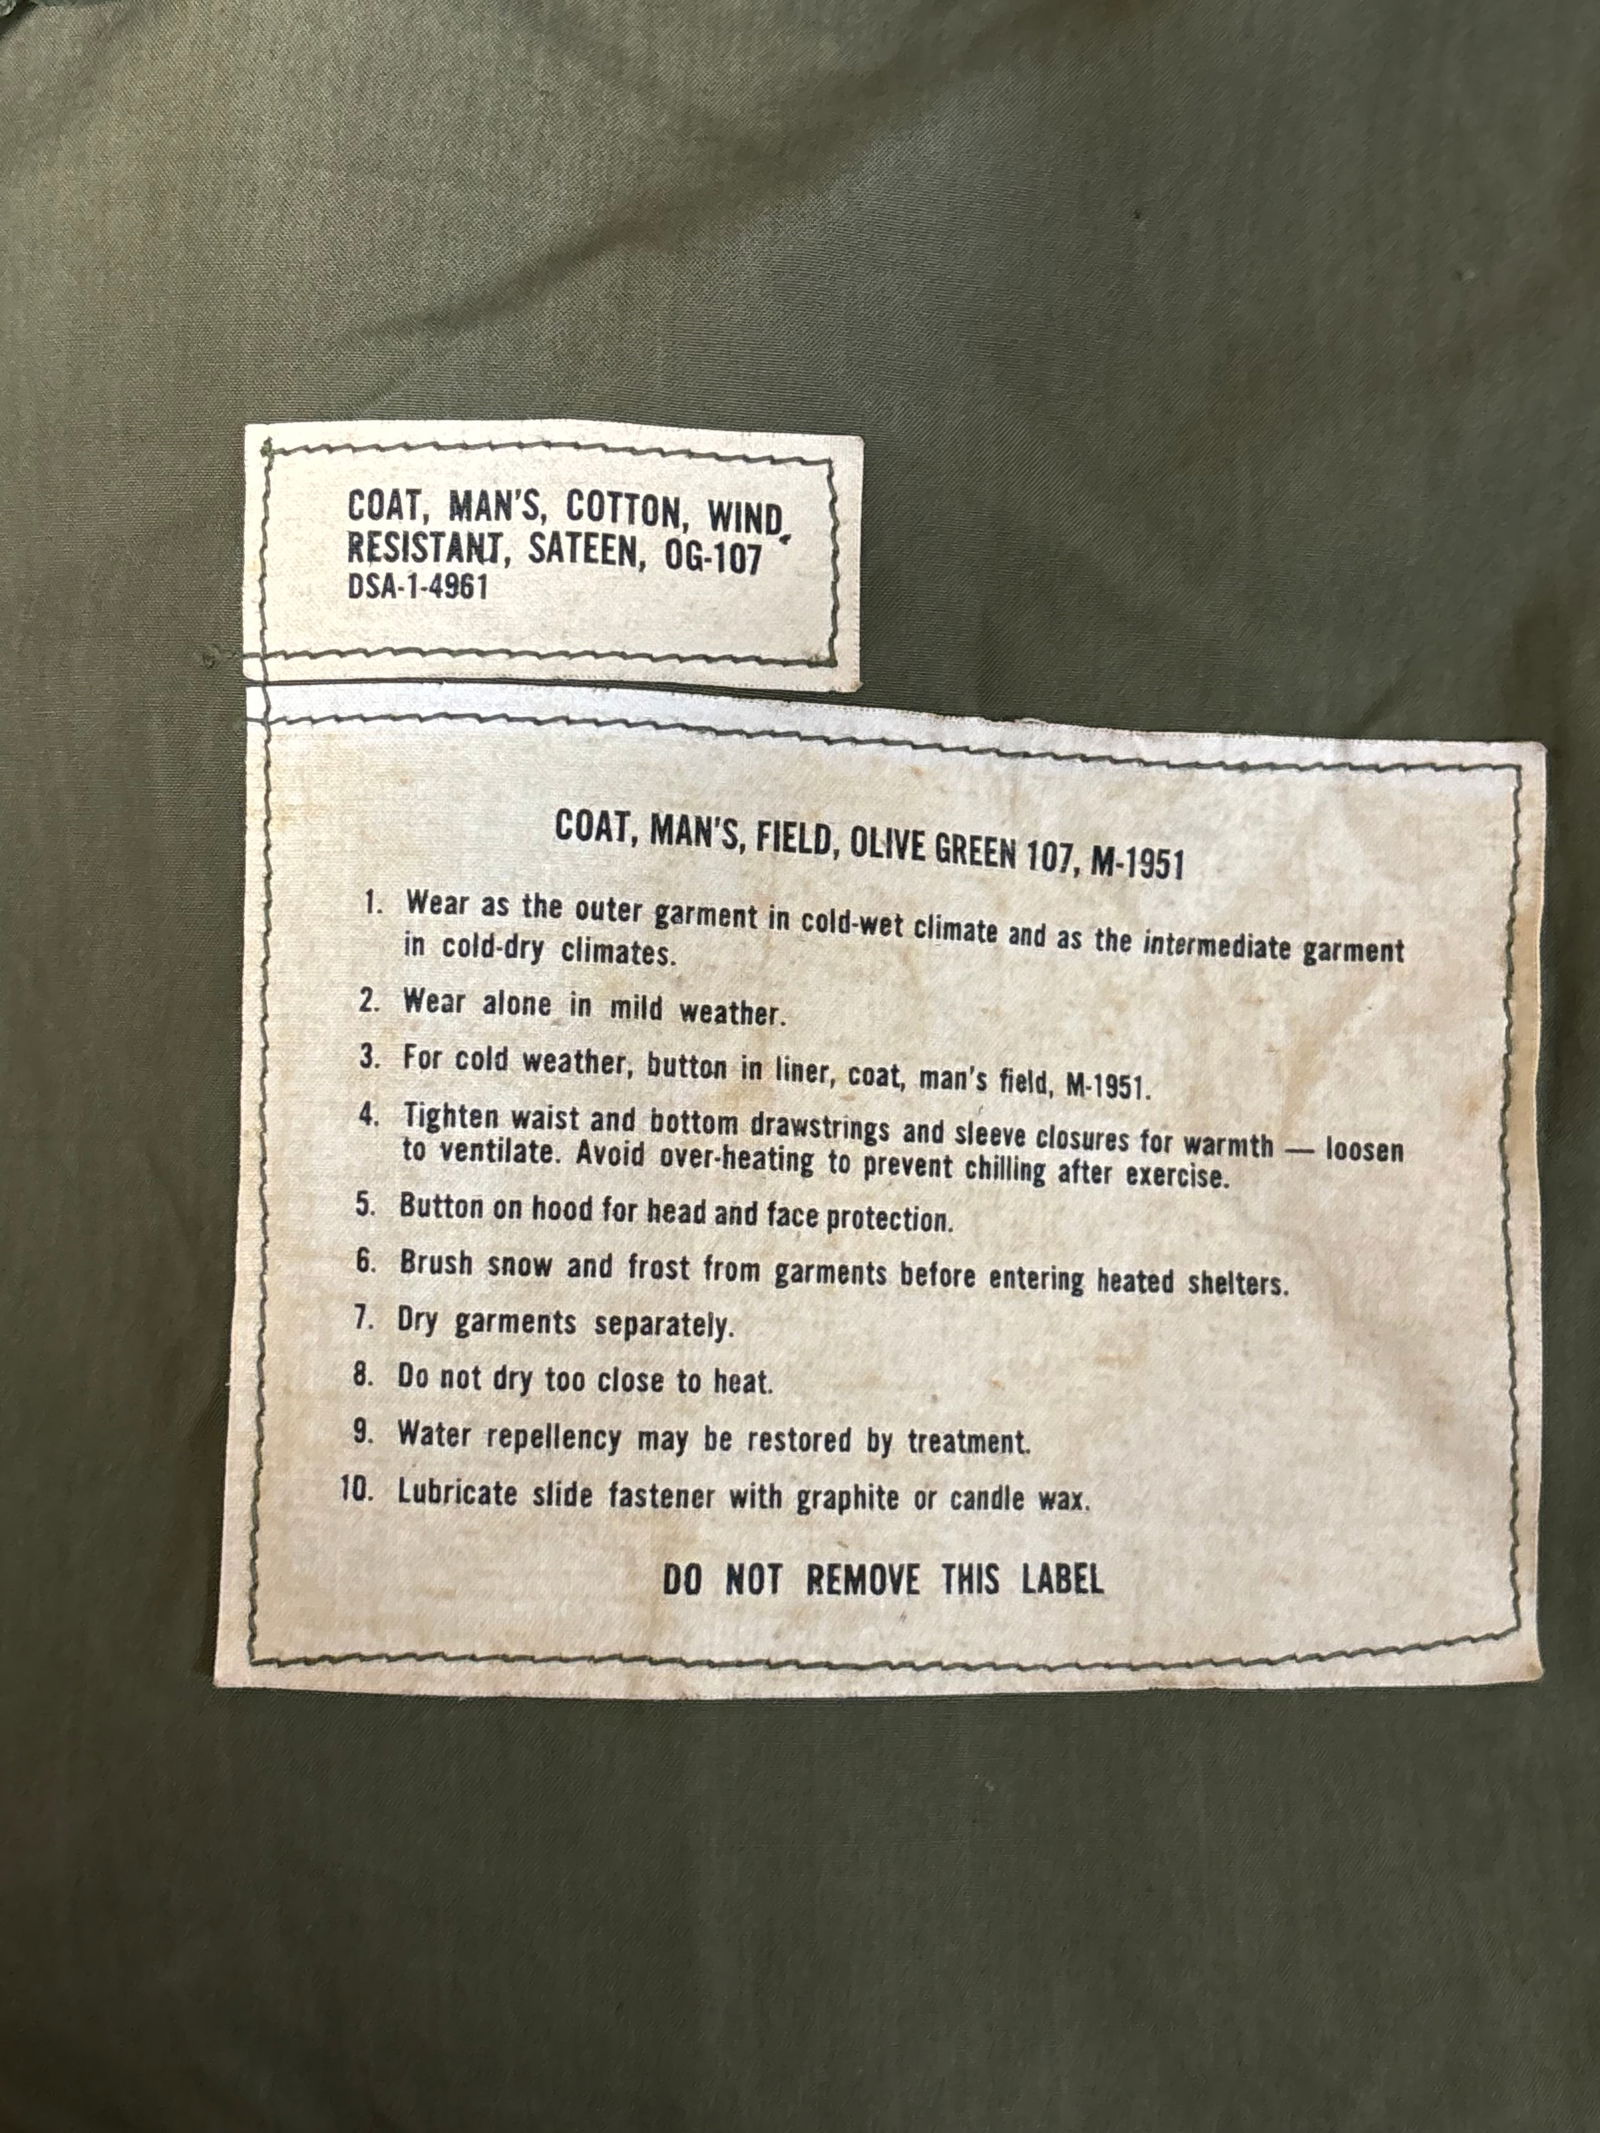 COAT, MAN'S, COTTON, WIND
RESISTANT, SATEEN, OG-107
DSA-1-4961
COAT, MAN'S, FIELD, OLIVE GREEN 107, M-1951
1. Wear as the outer garment in cold-wet climate and as the intermediate garment
in cold-dry climates.
2. Wear alone in mild weather.
3. For cold weather, button in liner, coat, man's field, M-1951.
4. Tighten waist and bottom drawstrings and sleeve closures for warmth — loosen
to ventilate. Avoid over-heating to prevent chilling after exercise.
5. Button on hood for head and face protection.
6. Brush snow and frost from garments before entering heated shelters.
7. Dry garments separately.
8. Do not dry too close to heat.
9. Water repellency may be restored by treatment.
10. Lubricate slide fastener with graphite or candle wax.
DO NOT REMOVE THIS LABEL